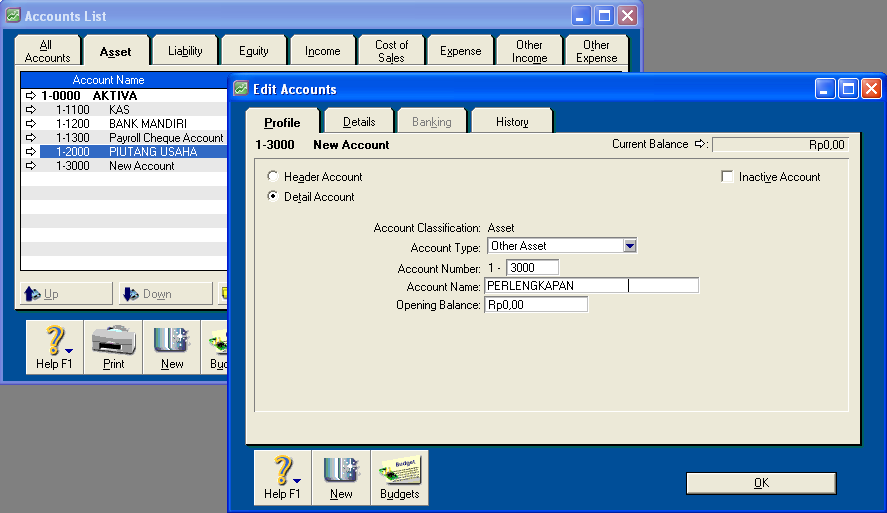 Accounts List
All Accounts
Asset
Liability
Equity
Income
Cost of Sales
Expense
Other Income
Other Expense
Account Name
1-0000 AKTIVA
1-1100 KAS
1-1200 BANK MANDIRI
1-1300 Payroll Cheque Account
1-2000 PIUTANG USAHA
1-3000 New Account
Up
Down
Help F1
Print
New
Edit Accounts
Profile
Details
Banking
History
1-3000 New Account
Current Balance : Rp0,00
Header Account
Inactive Account
Detail Account
Account Classification: Asset
Account Type: Other Asset
Account Number: 1 - 3000
Account Name: PERLENGKAPAN
Opening Balance: Rp0,00
Help F1
New
Budget
Budgets
OK